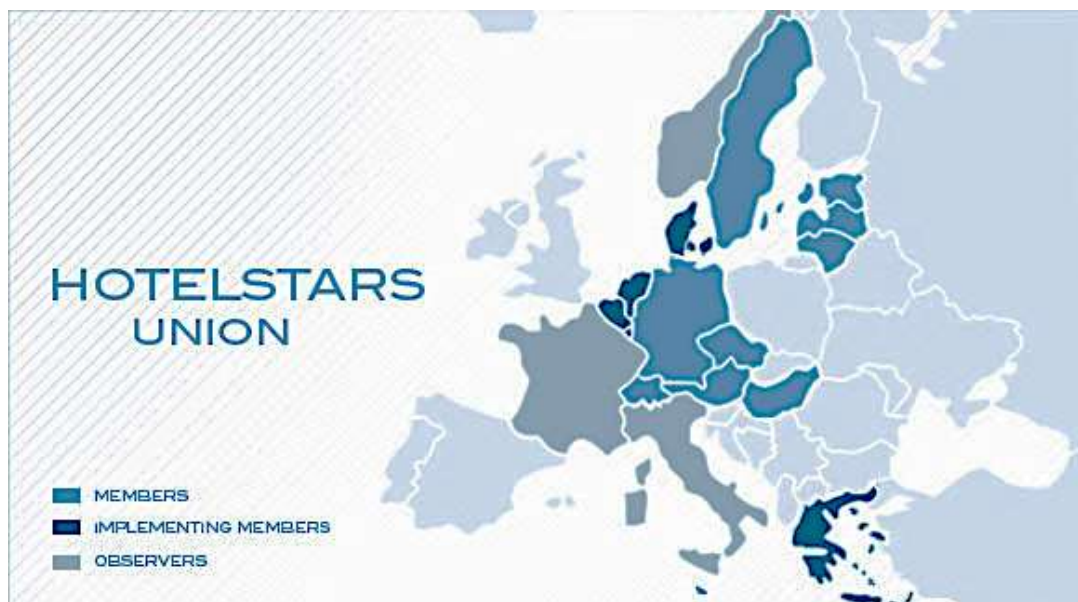 HOTELSTARS
UNION
MEMBERS
IMPLEMENTING MEMBERS
OBSERVERS